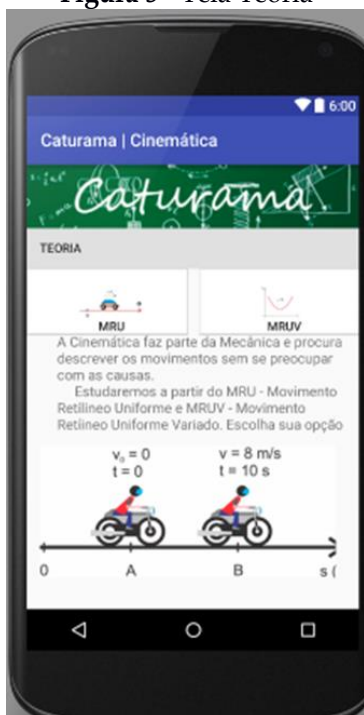 Figura 3 - Tela Teoria
6:00
Caturama | Cinemática
Caturama
TEORIA
MRU
MRUV
A Cinemática faz parte da Mecânica e procura
descrever os movimentos sem se preocupar
com as causas.
Estudaremos a partir do MRU - Movimento
Retilíneo Uniforme e MRUV - Movimento
Retiíneo Uniforme Variado. Escolha sua opção
v₀ = 0 v = 8 m/s
t = 0 t = 10 s
0 A B s (